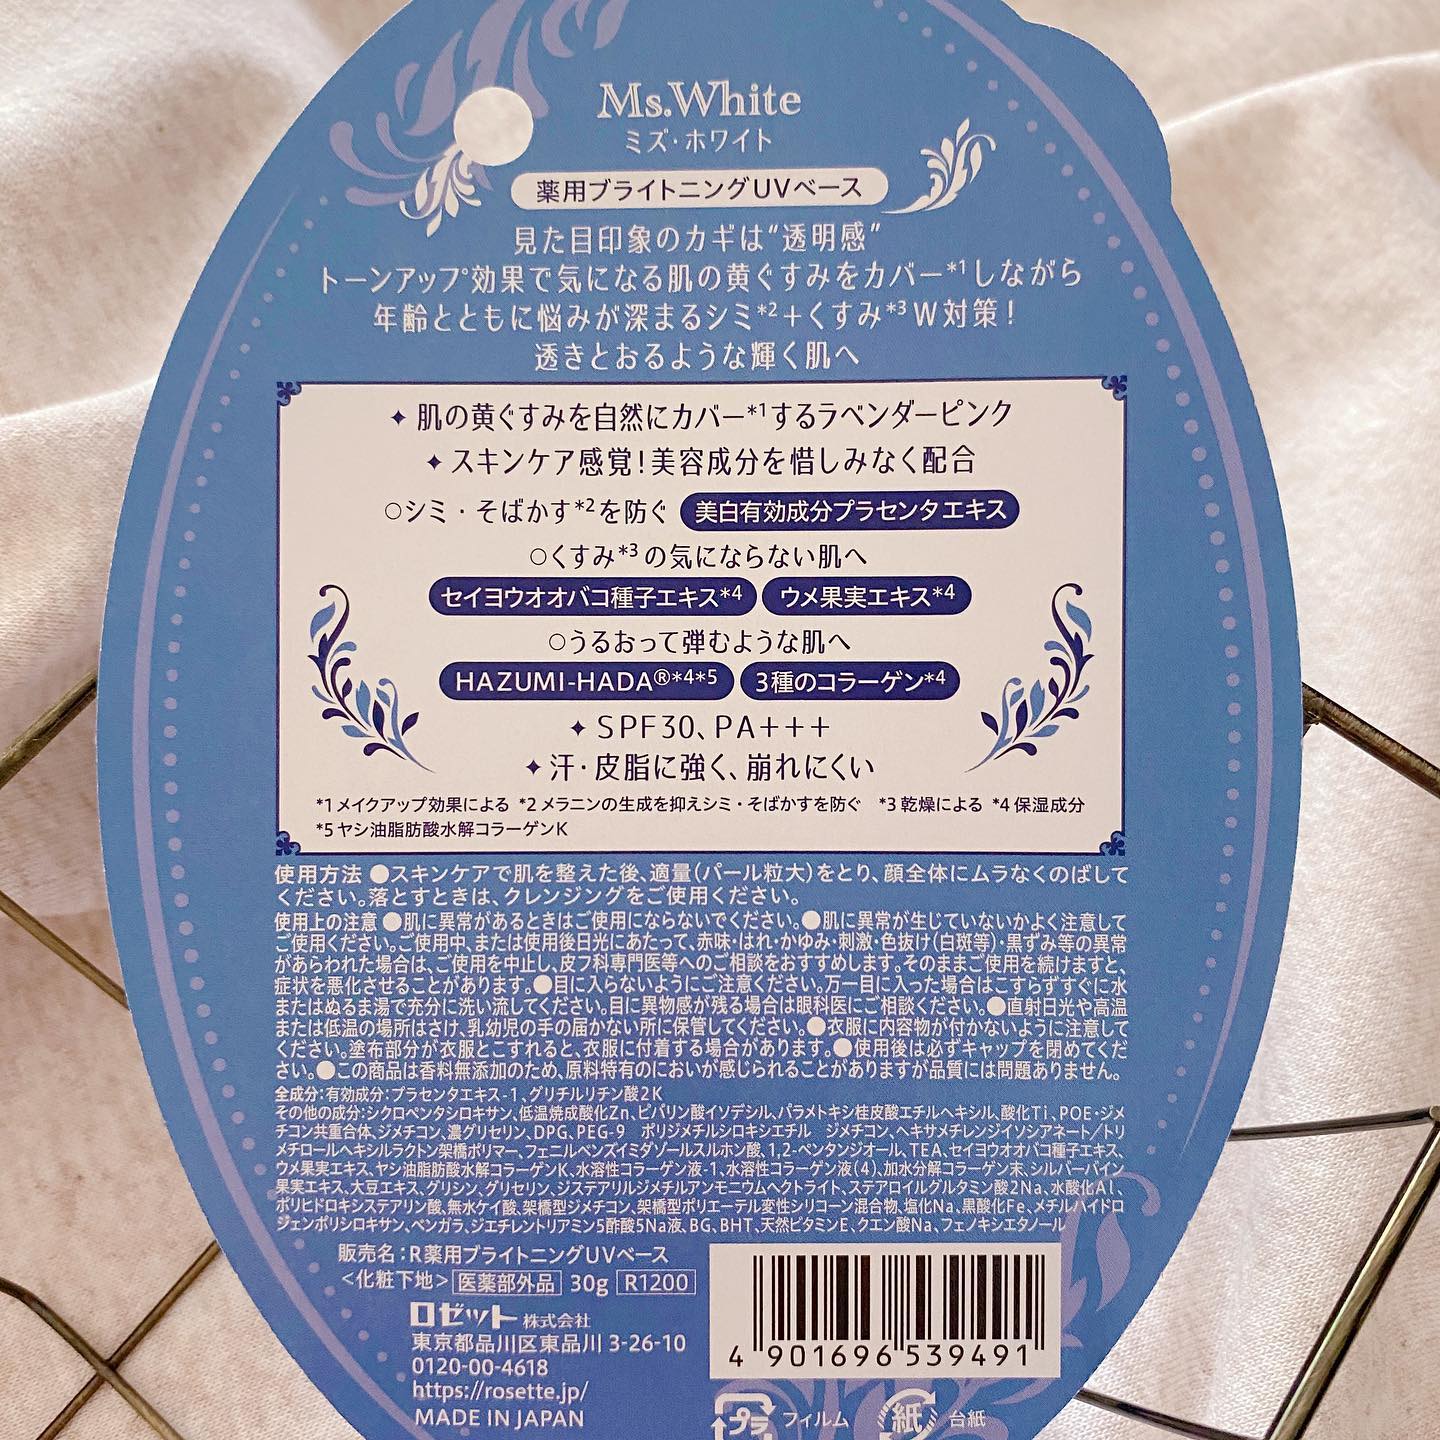 Ms.White
ミズ・ホワイト
薬用ブライトニングUVベース
見た目印象のカギは“透明感”
トーンアップ効果で気になる肌の黄ぐすみをカバー*1しながら
年齢とともに悩みが深まるシミ*2+くすみ*3W対策!
透きとおるような輝く肌へ
✦肌の黄ぐすみを自然にカバー*1するラベンダーピンク
✦スキンケア感覚!美容成分を惜しみなく配合
○シミ・そばかす*2を防ぐ 美白有効成分プラセンタエキス
○くすみ*3の気にならない肌へ
セイヨウオオバコ種子エキス*4 ウメ果実エキス*4
○うるおって弾むような肌へ
HAZUMI-HADA®*4*5 3種のコラーゲン*4
✦SPF30、PA+++
✦汗・皮脂に強く、崩れにくい
*1 メイクアップ効果による *2 メラニンの生成を抑えシミ・そばかすを防ぐ *3 乾燥による *4 保湿成分
*5 ヤシ油脂肪酸水解コラーゲンK
使用方法 ●スキンケアで肌を整えた後、適量(パール粒大)をとり、顔全体にムラなくのばして
ください。落とすときは、クレンジングをご使用ください。
使用上の注意 ●肌に異常があるときはご使用にならないでください。●肌に異常が生じていないかよく注意して
ご使用ください。ご使用中、または使用後日光にあたって、赤味・はれ・かゆみ・刺激・色抜け(白斑等)・黒ずみ等の異常
があらわれた場合は、ご使用を中止し、皮フ科専門医等へのご相談をおすすめします。そのままご使用を続けますと、
症状を悪化させることがあります。●目に入らないようにご注意ください。万一目に入った場合はこすらずすぐに水
またはぬるま湯で充分に洗い流してください。目に異物感が残る場合は眼科医にご相談ください。●直射日光や高温
または低温の場所はさけ、乳幼児の手の届かない所に保管してください。●衣服に内容物が付かないように注意して
ください。塗布部分が衣服とこすれると、衣服に付着する場合があります。●使用後は必ずキャップを閉めてくだ
さい。●この商品は香料無添加のため、原料特有のにおいが感じられることがありますが品質には問題ありません。
全成分:有効成分:プラセンタエキス-1、グリチルリチン酸2K
その他の成分:シクロペンタシロキサン、低温焼成酸化Zn、ピバリン酸イソデシル、パラメトキシ桂皮酸エチルヘキシル、酸化Ti、POE・ジメ
チコン共重合体、ジメチコン、濃グリセリン、DPG、PEG-9 ポリジメチルシロキシエチル ジメチコン、ヘキサメチレンジイソシアネート/トリ
メチロールヘキシルラクトン架橋ポリマー、フェニルベンズイミダゾールスルホン酸、1,2-ペンタンジオール、TEA、セイヨウオオバコ種子エキス、
ウメ果実エキス、ヤシ油脂肪酸水解コラーゲンK、水溶性コラーゲン液-1、水溶性コラーゲン液(4)、加水分解コラーゲン末、シルバーバイン
果実エキス、大豆エキス、グリシン、グリセリン、ジステアリルジメチルアンモニウムヘクトライト、ステアロイルグルタミン酸2Na、水酸化Al、
ポリヒドロキシステアリン酸、無水ケイ酸、架橋型ジメチコン、架橋型ポリエーテル変性シリコーン混合物、塩化Na、黒酸化Fe、メチルハイドロ
ジェンポリシロキサン、ベンガラ、ジエチレントリアミン5酢酸5Na液、BG、BHT、天然ビタミンE、クエン酸Na、フェノキシエタノール
販売名:R薬用ブライトニングUVベース
<化粧下地> 医薬部外品 30g R1200
ロゼット株式会社
東京都品川区東品川 3-26-10
0120-00-4618
https://rosette.jp/
MADE IN JAPAN
4 901696 539491
プラ フィルム 紙 台紙